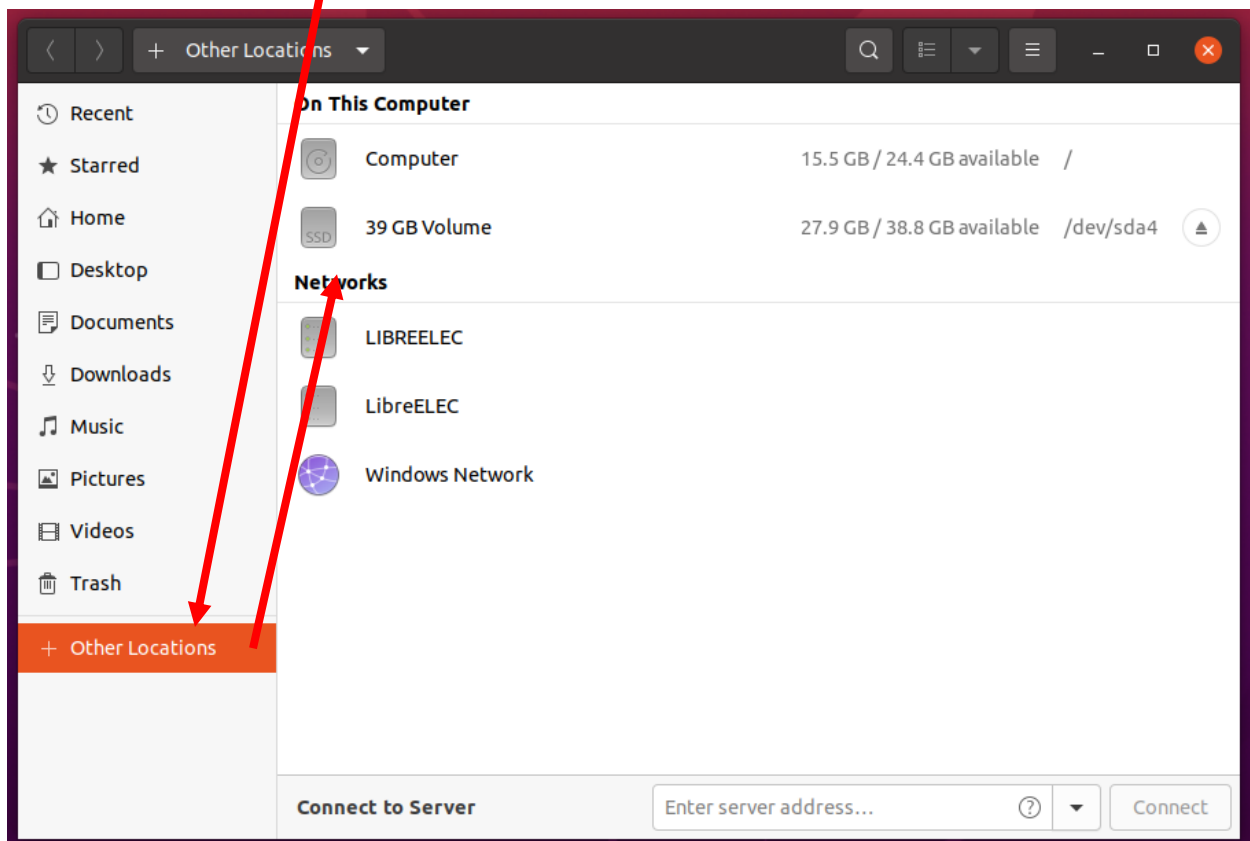 + Other Locations
Recent
Starred
Home
Desktop
Documents
Downloads
Music
Pictures
Videos
Trash
+ Other Locations
On This Computer
Computer 15.5 GB / 24.4 GB available /
SSD 39 GB Volume 27.9 GB / 38.8 GB available /dev/sda4
Networks
LIBREELEC
LibreELEC
Windows Network
Connect to Server Enter server address... ? Connect